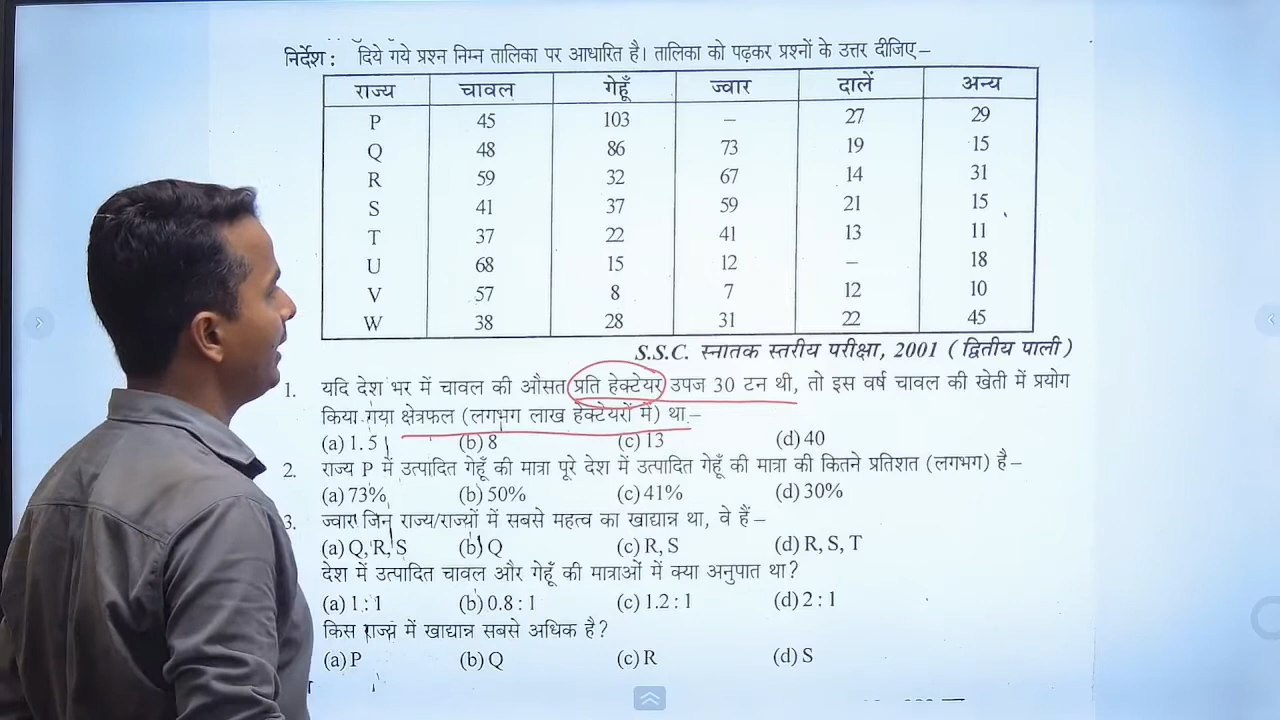 निर्देश : दिये गये प्रश्न निम्न तालिका पर आधारित है। तालिका को पढ़कर प्रश्नों के उत्तर दीजिए–
राज्य चावल गेहूँ ज्वार दालें अन्य
P 45 103 – 27 29
Q 48 86 73 19 15
R 59 32 67 14 31
S 41 37 59 21 15
T 37 22 41 13 11
U 68 15 12 – 18
V 57 8 7 12 10
W 38 28 31 22 45
S.S.C. स्नातक स्तरीय परीक्षा, 2001 ( द्वितीय पाली )
1. यदि देश भर में चावल की औसत प्रति हेक्टेयर उपज 30 टन थी, तो इस वर्ष चावल की खेती में प्रयोग
किया गया क्षेत्रफल (लगभग लाख हेक्टेयरों में) था–
(a) 1.5 (b) 8 (c) 13 (d) 40
2. राज्य P में उत्पादित गेहूँ की मात्रा पूरे देश में उत्पादित गेहूँ की मात्रा की कितने प्रतिशत (लगभग) है–
(a) 73% (b) 50% (c) 41% (d) 30%
3. ज्वार जिन राज्य/राज्यों में सबसे महत्व का खाद्यान्न था, वे हैं–
(a) Q, R, S (b) Q (c) R, S (d) R, S, T
देश में उत्पादित चावल और गेहूँ की मात्राओं में क्या अनुपात था?
(a) 1 : 1 (b) 0.8 : 1 (c) 1.2 : 1 (d) 2 : 1
किस राज्य में खाद्यान्न सबसे अधिक है?
(a) P (b) Q (c) R (d) S